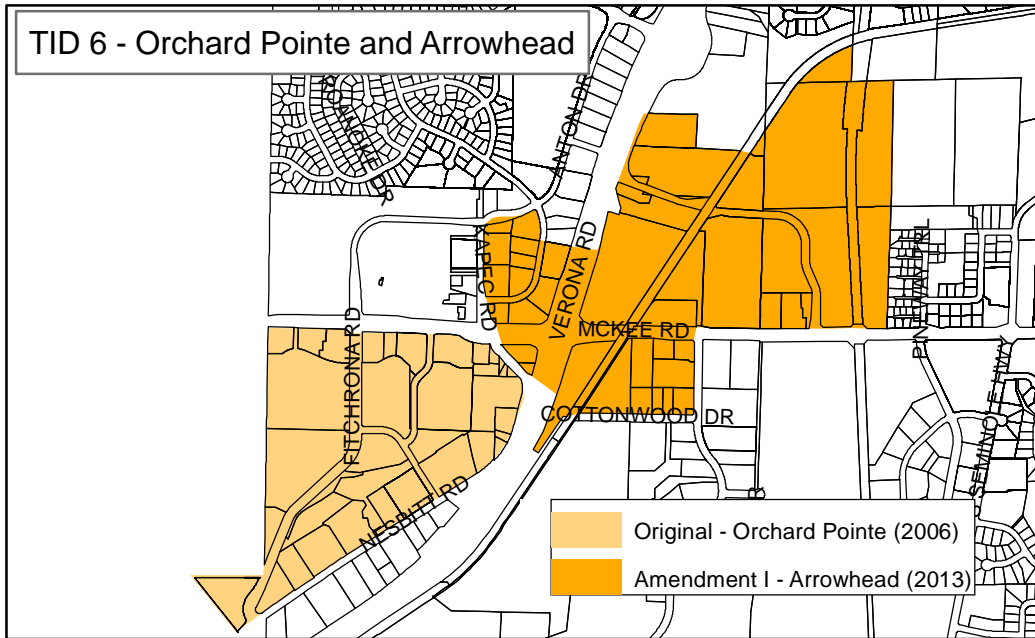 TID 6 - Orchard Pointe and Arrowhead
ANTON DR
VERONA RD
KAPEC RD
MCKEE RD
FITCHRONA RD
COTTONWOOD DR
NESBITT RD
Original - Orchard Pointe (2006)
Amendment I - Arrowhead (2013)